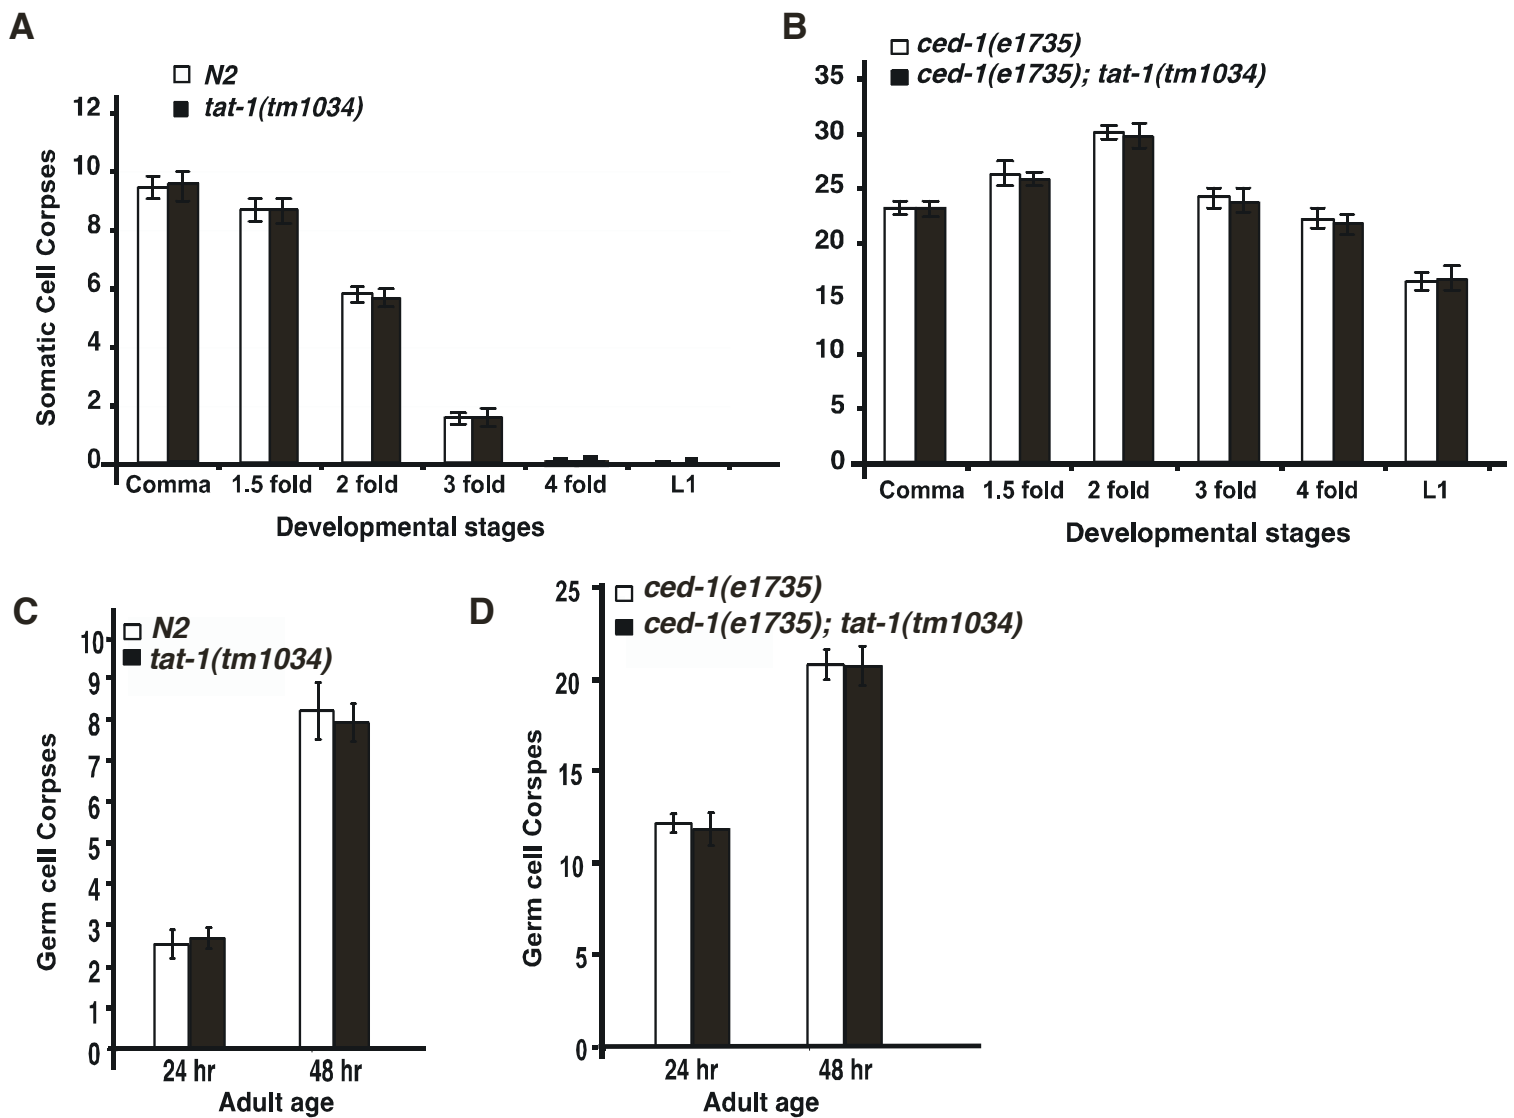 A
N2
tat-1(tm1034)
12
10
8
6
4
2
0
Somatic Cell Corpses
Comma 1.5 fold 2 fold 3 fold 4 fold L1
Developmental stages
B
ced-1(e1735)
ced-1(e1735); tat-1(tm1034)
35
30
25
20
15
10
5
0
Comma 1.5 fold 2 fold 3 fold 4 fold L1
Developmental stages
C
N2
tat-1(tm1034)
10
9
8
7
6
5
4
3
2
1
0
Germ cell Corpses
24 hr 48 hr
Adult age
D
ced-1(e1735)
ced-1(e1735); tat-1(tm1034)
25
20
15
10
5
0
Germ cell Corspes
24 hr 48 hr
Adult age